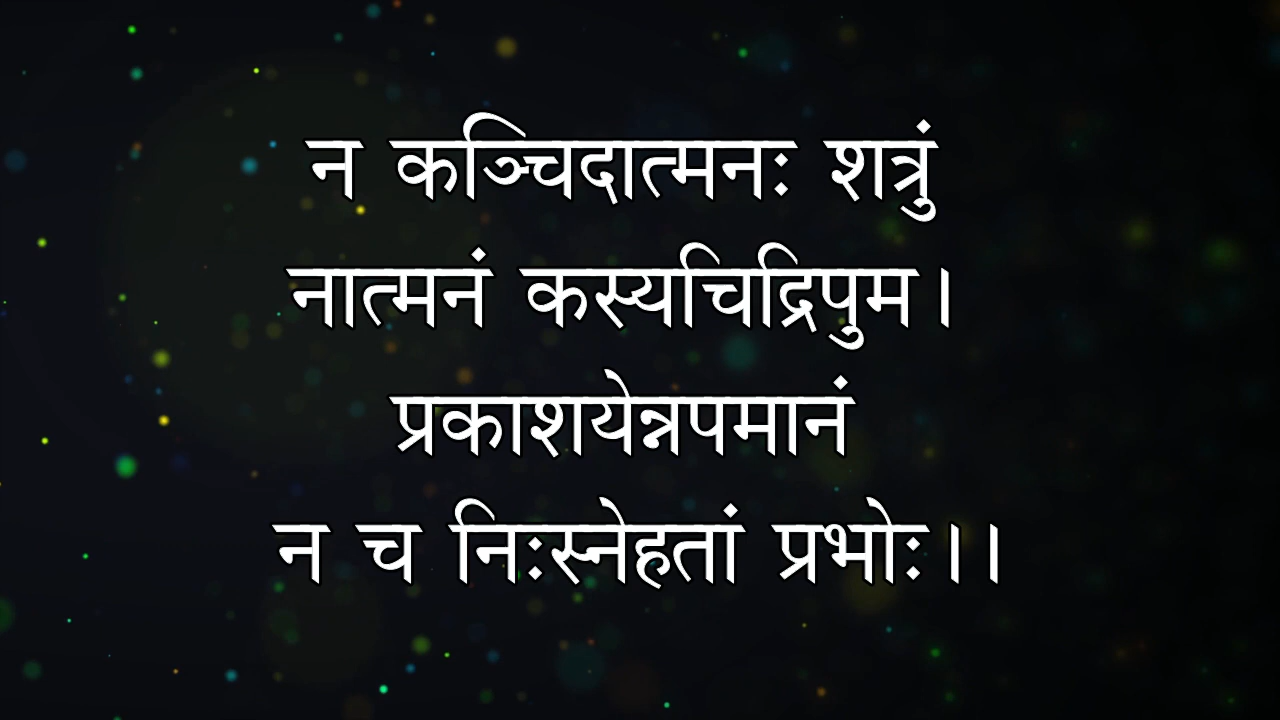 न कञ्चिदात्मनः शत्रुं
नात्मनं कस्यचिद्रिपुम।
प्रकाशयेन्नपमानं
न च निःस्नेहतां प्रभोः।।